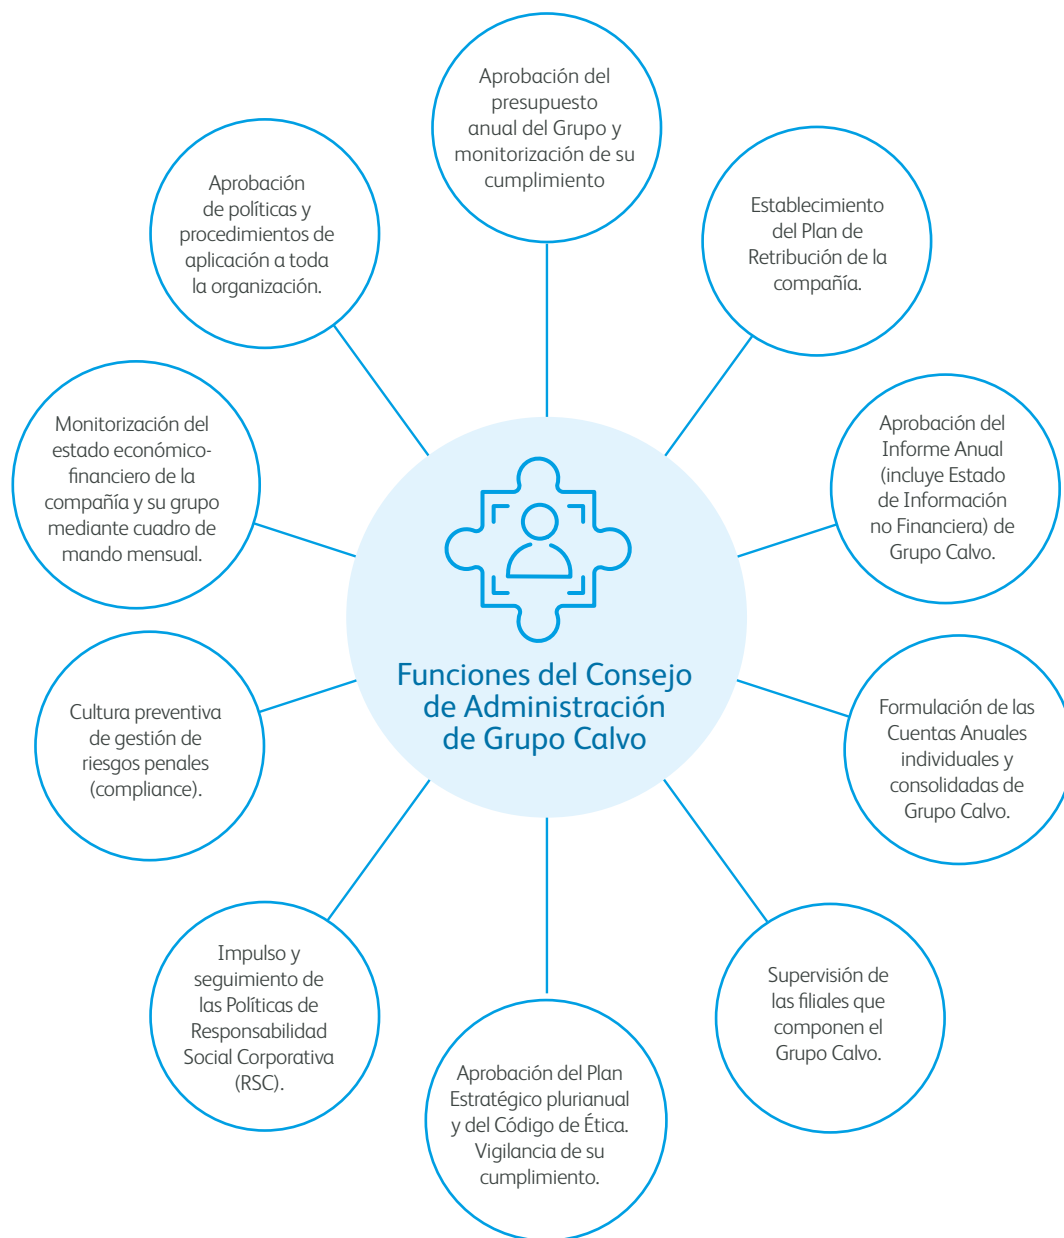 Aprobación del
presupuesto
anual del Grupo y
monitorización de su
cumplimiento
Establecimiento
del Plan de
Retribución de la
compañía.
Aprobación del
Informe Anual
(incluye Estado
de Información
no Financiera) de
Grupo Calvo.
Formulación de las
Cuentas Anuales
individuales y
consolidadas de
Grupo Calvo.
Supervisión de
las filiales que
componen el
Grupo Calvo.
Aprobación del Plan
Estratégico plurianual
y del Código de Ética.
Vigilancia de su
cumplimiento.
Impulso y
seguimiento de
las Políticas de
Responsabilidad
Social Corporativa
(RSC).
Cultura preventiva
de gestión de
riesgos penales
(compliance).
Monitorización del
estado económico-
financiero de la
compañía y su grupo
mediante cuadro de
mando mensual.
Aprobación
de políticas y
procedimientos de
aplicación a toda
la organización.
Funciones del Consejo
de Administración
de Grupo Calvo